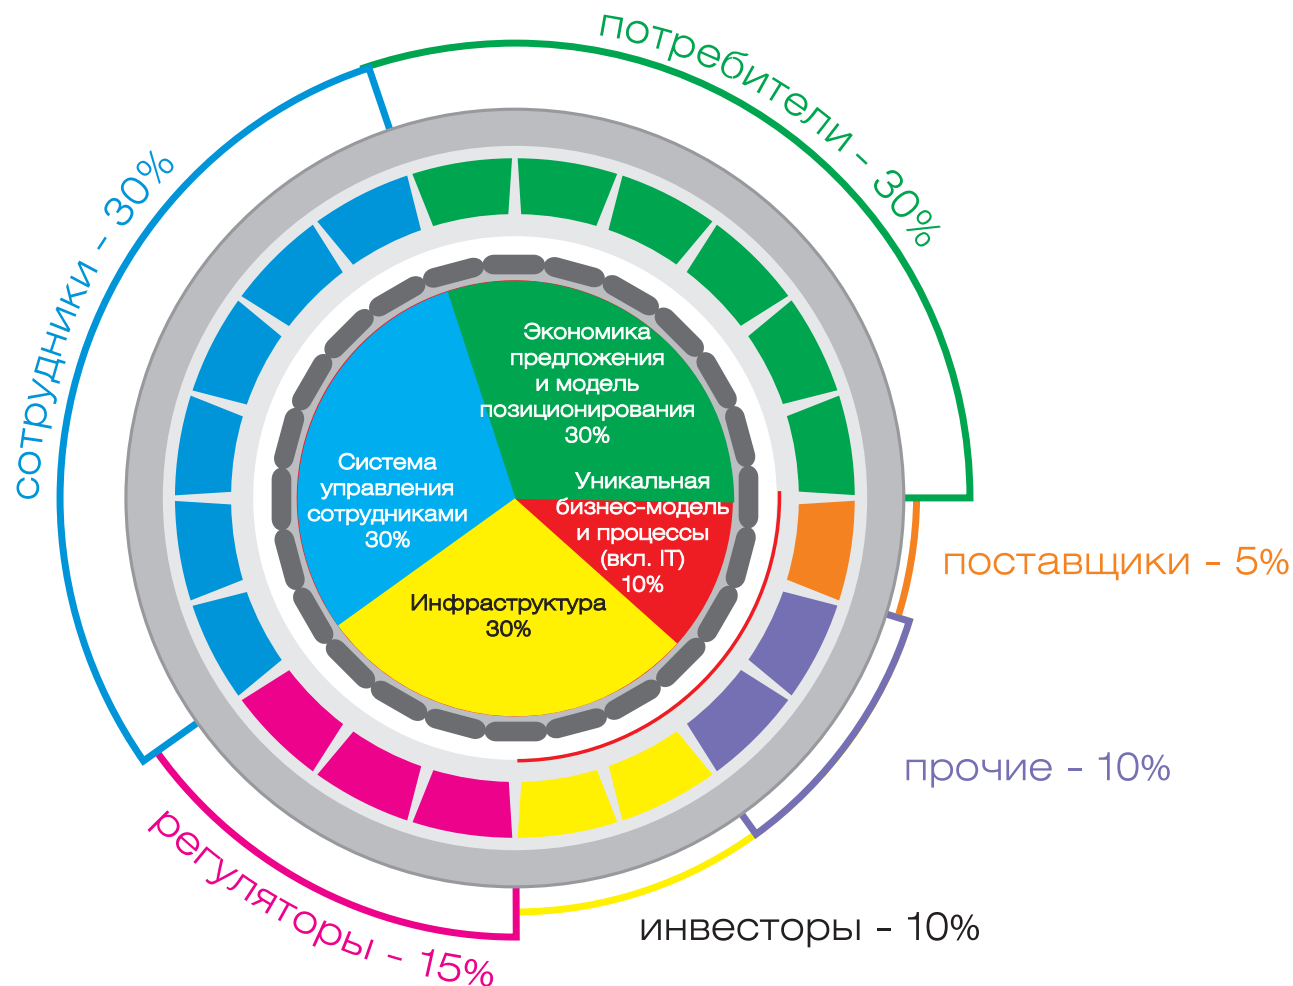 потребители - 30%
сотрудники - 30%
Экономика
предложения
и модель
позиционирования
30%
Система
управления
сотрудниками
30%
Уникальная
бизнес-модель
и процессы
(вкл. IT)
10%
Инфраструктура
30%
поставщики - 5%
прочие - 10%
инвесторы - 10%
регуляторы - 15%